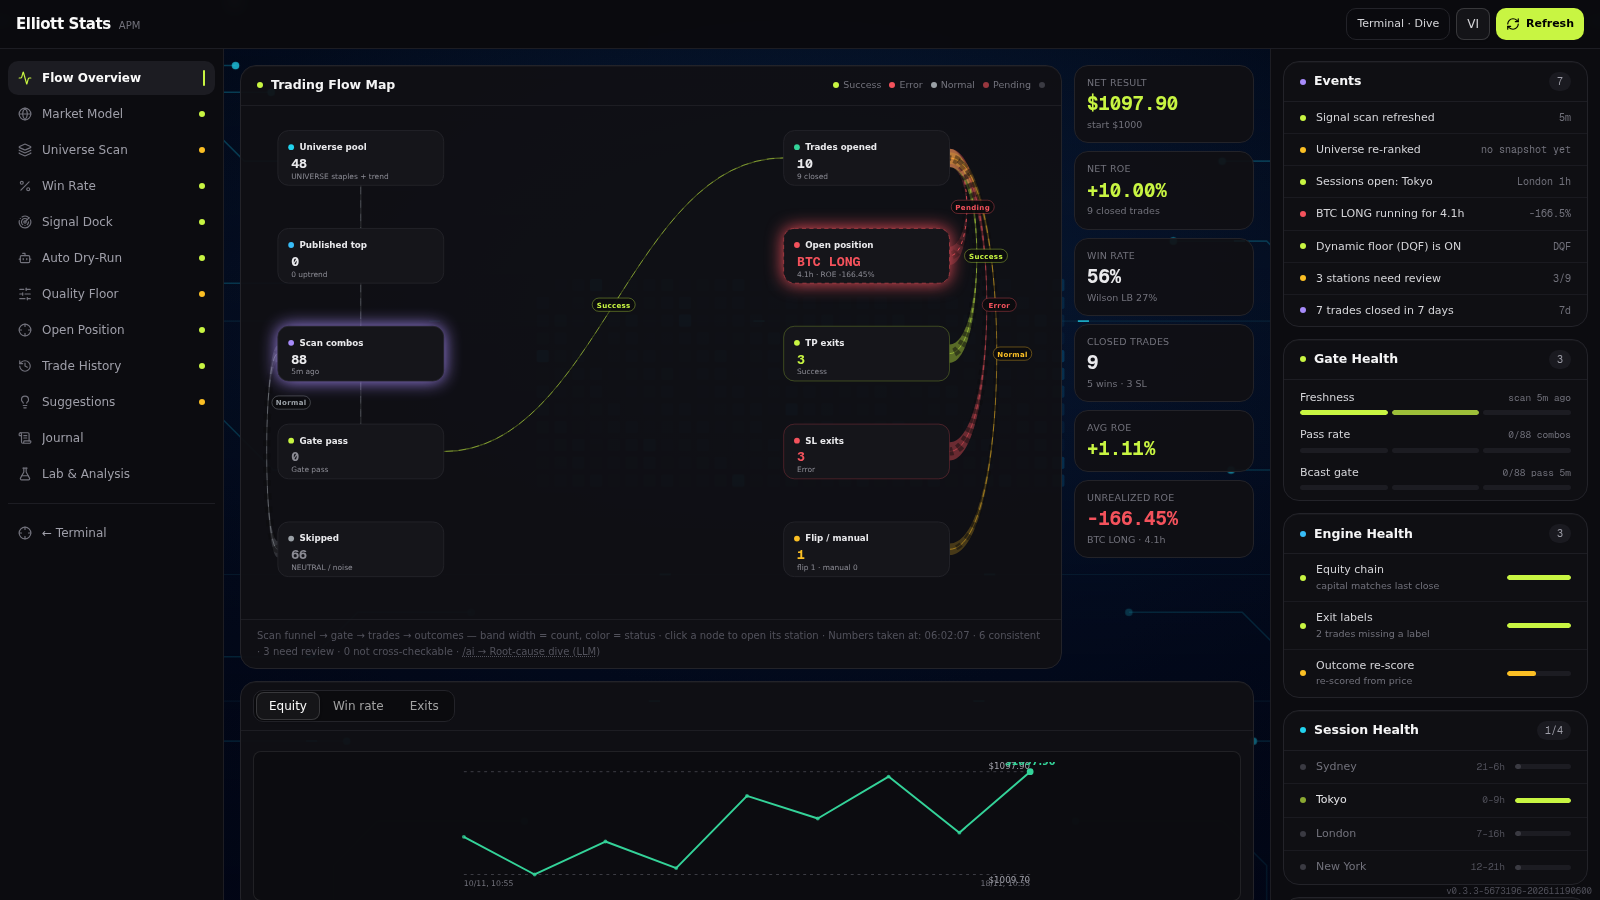 Elliott Stats APM
Terminal · Dive
VI
Refresh
Flow Overview
Market Model
Universe Scan
Win Rate
Signal Dock
Auto Dry-Run
Quality Floor
Open Position
Trade History
Suggestions
Journal
Lab & Analysis
← Terminal
Trading Flow Map
Success
Error
Normal
Pending
Universe pool
48
UNIVERSE staples + trend
Published top
0
0 uptrend
Scan combos
88
5m ago
Normal
Gate pass
0
Gate pass
Skipped
66
NEUTRAL / noise
Success
Trades opened
10
9 closed
Pending
Open position
BTC LONG
4.1h · ROE -166.45%
Success
Error
TP exits
3
Success
Normal
SL exits
3
Error
Flip / manual
1
flip 1 · manual 0
Scan funnel → gate → trades → outcomes — band width = count, color = status · click a node to open its station · Numbers taken at: 06:02:07 · 6 consistent
· 3 need review · 0 not cross-checkable · /ai → Root-cause dive (LLM)
NET RESULT
$1097.90
start $1000
NET ROE
+10.00%
9 closed trades
WIN RATE
56%
Wilson LB 27%
CLOSED TRADES
9
5 wins · 3 SL
AVG ROE
+1.11%
UNREALIZED ROE
-166.45%
BTC LONG · 4.1h
Equity
Win rate
Exits
$1097.90
$1009.70
10/11, 10:55
Events 7
Signal scan refreshed 5m
Universe re-ranked no snapshot yet
Sessions open: Tokyo London 1h
BTC LONG running for 4.1h -166.5%
Dynamic floor (DQF) is ON DQF
3 stations need review 3/9
7 trades closed in 7 days 7d
Gate Health 3
Freshness scan 5m ago
Pass rate 0/88 combos
Bcast gate 0/88 pass 5m
Engine Health 3
Equity chain
capital matches last close
Exit labels
2 trades missing a label
Outcome re-score
re-scored from price
Session Health 1/4
Sydney 21-6h
Tokyo 0-9h
London 7-16h
New York 12-21h
v0.3.3-5673196-202611190600